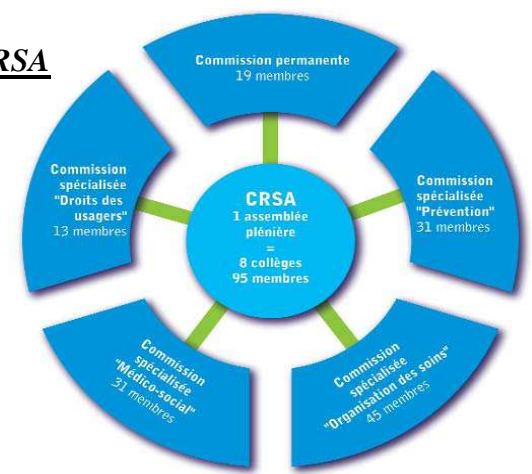 CRSA
Commission permanente
19 membres
Commission
spécialisée
"Droits des
usagers"
13 membres
CRSA
1 assemblée
plénière
=
8 collèges
95 membres
Commission
spécialisée
"Prévention"
31 membres
Commission
spécialisée
"Médico-social"
31 membres
Commission
spécialisée
"Organisation des soins"
45 membres